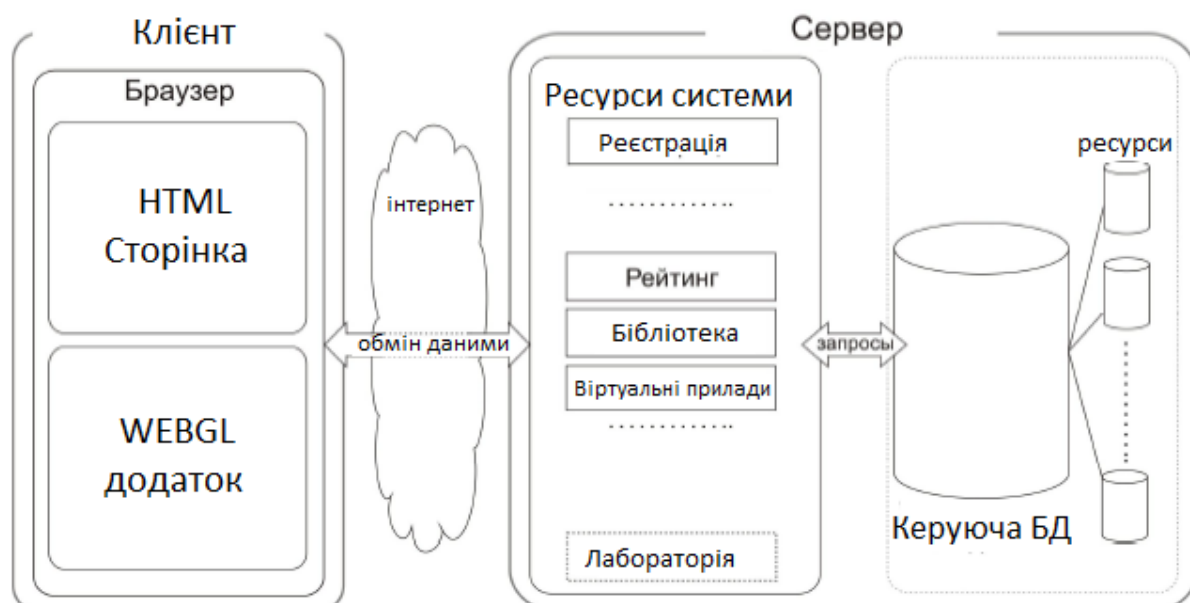 Клієнт
Браузер
HTML
Сторінка
WEBGL
додаток
інтернет
обмін даними
Сервер
Ресурси системи
Реєстрація
............
Рейтинг
Бібліотека
Віртуальні прилади
............
Лабораторія
запросы
ресурси
Керуюча БД